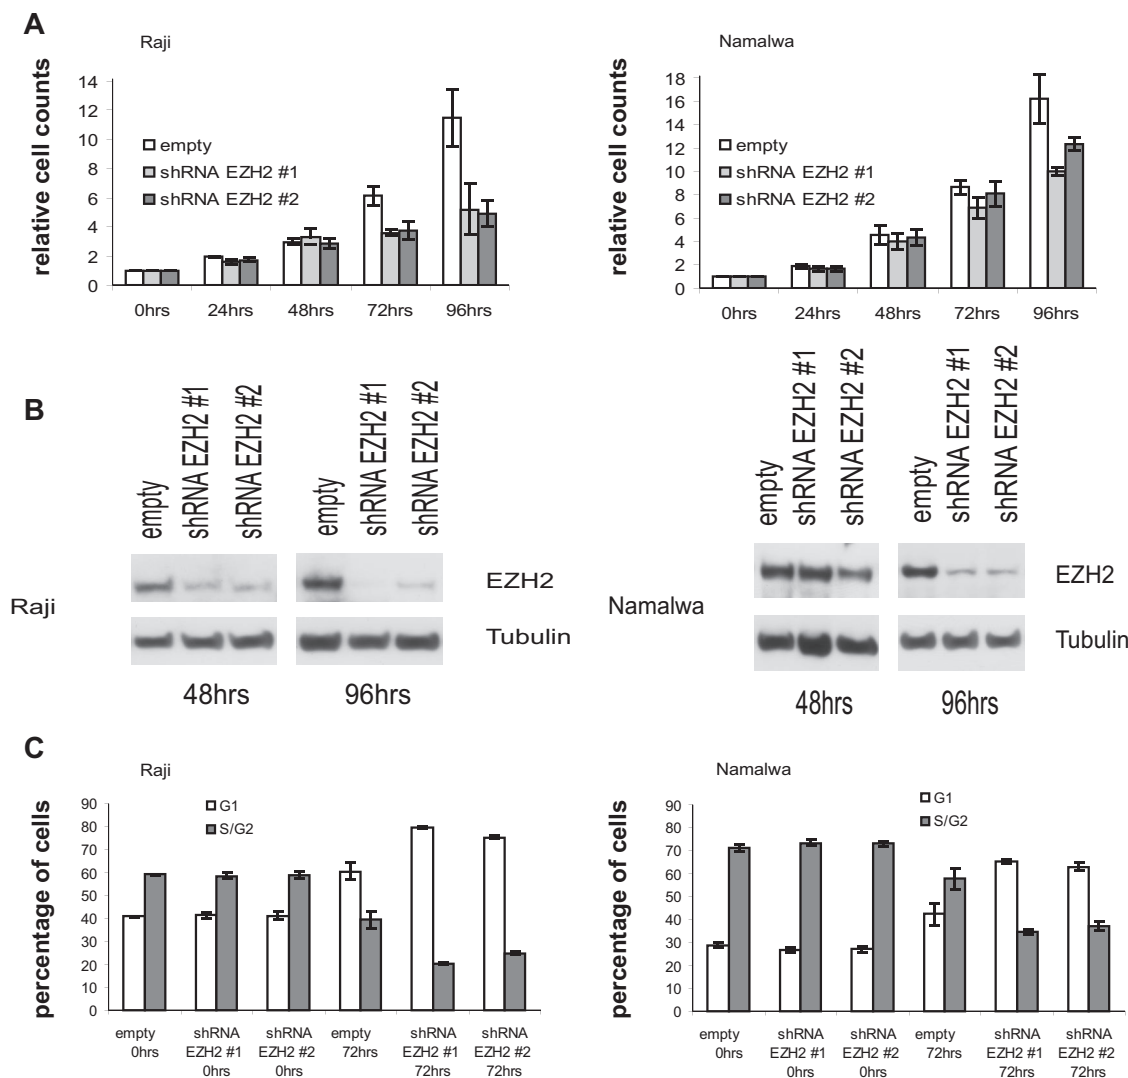 A
Raji
relative cell counts
14
12
10
8
6
4
2
0
empty
shRNA EZH2 #1
shRNA EZH2 #2
0hrs 24hrs 48hrs 72hrs 96hrs
Namalwa
relative cell counts
18
16
14
12
10
8
6
4
2
0
empty
shRNA EZH2 #1
shRNA EZH2 #2
0hrs 24hrs 48hrs 72hrs 96hrs
B
empty
shRNA EZH2 #1
shRNA EZH2 #2
empty
shRNA EZH2 #1
shRNA EZH2 #2
EZH2
Raji
Tubulin
48hrs 96hrs
empty
shRNA EZH2 #1
shRNA EZH2 #2
empty
shRNA EZH2 #1
shRNA EZH2 #2
EZH2
Namalwa
Tubulin
48hrs 96hrs
C
Raji
percentage of cells
90
80
70
60
50
40
30
20
10
0
G1
S/G2
empty 0hrs
shRNA EZH2 #1 0hrs
shRNA EZH2 #2 0hrs
empty 72hrs
shRNA EZH2 #1 72hrs
shRNA EZH2 #2 72hrs
Namalwa
percentage of cells
90
80
70
60
50
40
30
20
10
0
G1
S/G2
empty 0hrs
shRNA EZH2 #1 0hrs
shRNA EZH2 #2 0hrs
empty 72hrs
shRNA EZH2 #1 72hrs
shRNA EZH2 #2 72hrs